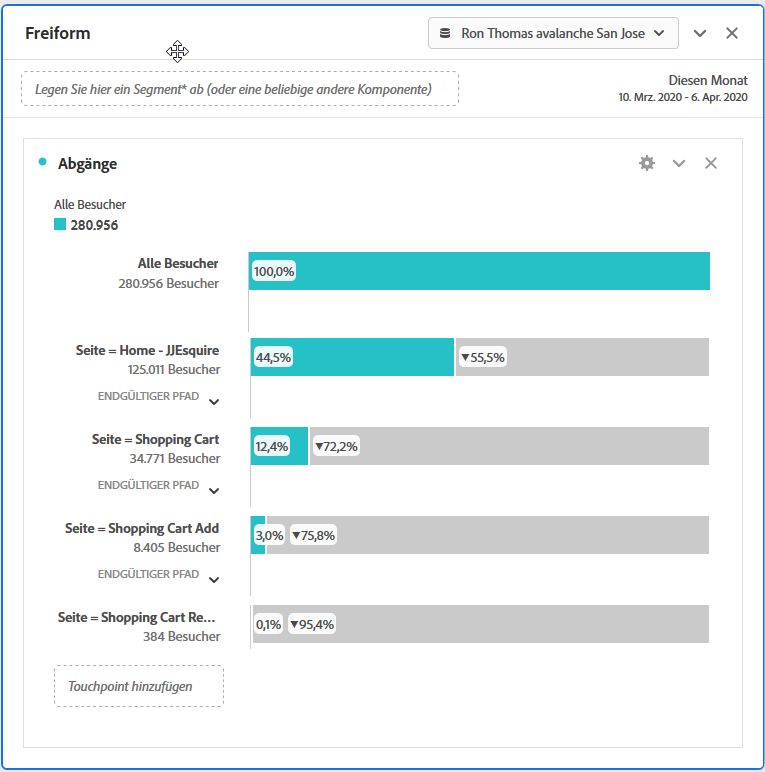 Freiform
Ron Thomas avalanche San Jose
Legen Sie hier ein Segment* ab (oder eine beliebige andere Komponente)
Diesen Monat
10. Mrz. 2020 - 6. Apr. 2020
Abgänge
Alle Besucher
280.956
Alle Besucher
280.956 Besucher
100,0%
Seite = Home - JJEsquire
125.011 Besucher
44,5%
▼55,5%
ENDGÜLTIGER PFAD
Seite = Shopping Cart
34.771 Besucher
12,4%
▼72,2%
ENDGÜLTIGER PFAD
Seite = Shopping Cart Add
8.405 Besucher
3,0%
▼75,8%
ENDGÜLTIGER PFAD
Seite = Shopping Cart Re...
384 Besucher
0,1%
▼95,4%
Touchpoint hinzufügen